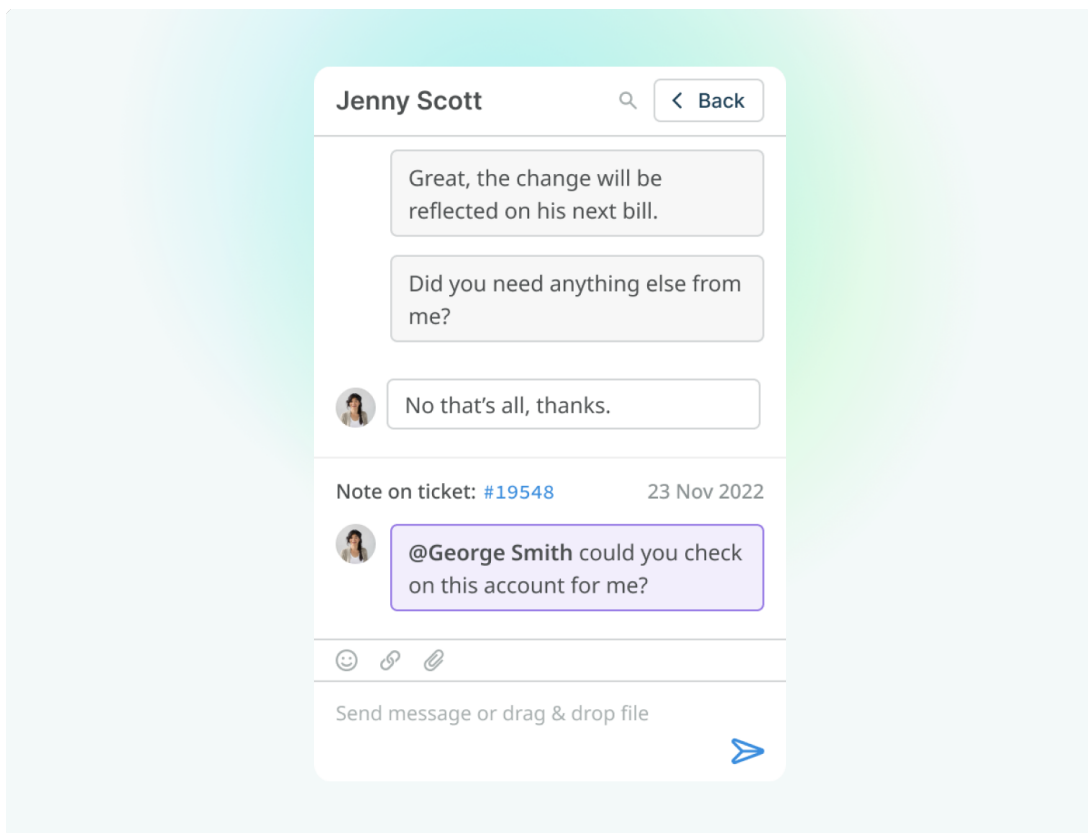 Jenny Scott
Back
Great, the change will be
reflected on his next bill.
Did you need anything else from
me?
No that’s all, thanks.
Note on ticket: #19548
23 Nov 2022
@George Smith could you check
on this account for me?
Send message or drag & drop file